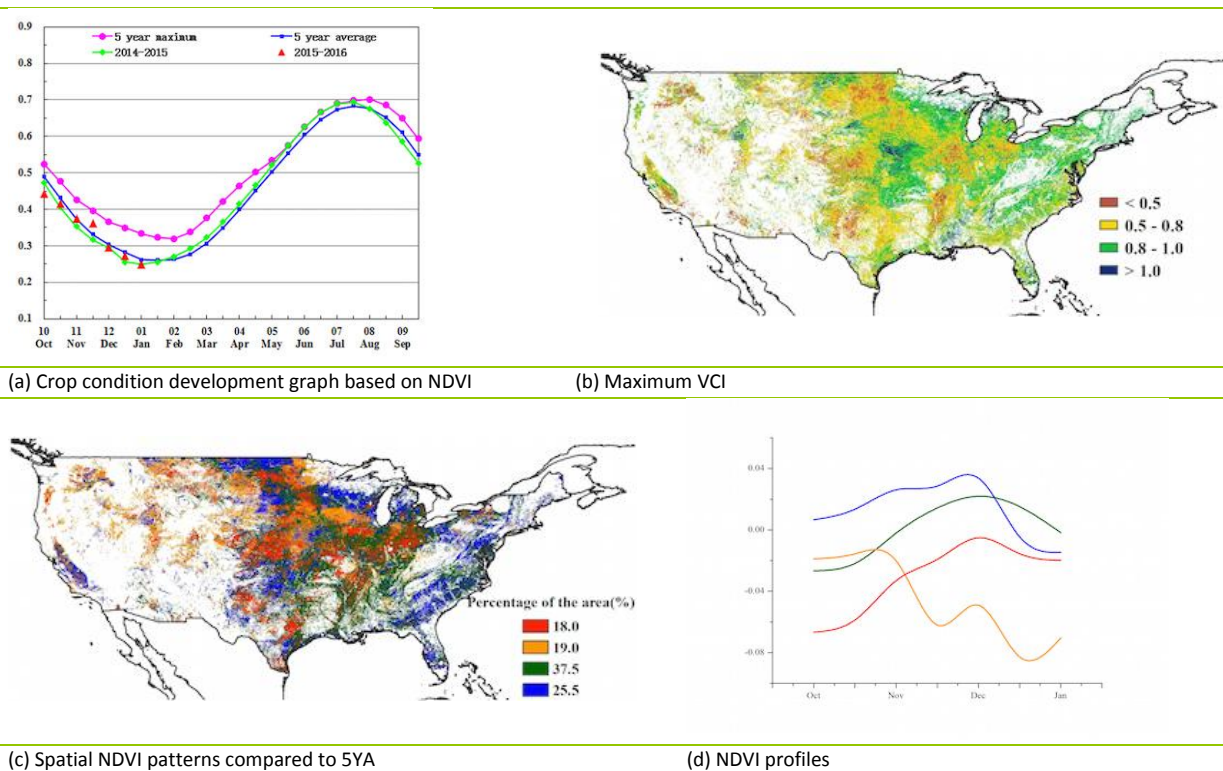 0.9
5 year maximum
5 year average
2014-2015
2015-2016
0.8
0.7
0.6
0.5
0.4
0.3
0.2
0.1
10 11 12 01 02 03 04 05 06 07 08 09
Oct Nov Dec Jan Feb Mar Apr May Jun Jul Aug Sep
< 0.5
0.5 - 0.8
0.8 - 1.0
> 1.0
(a) Crop condition development graph based on NDVI
(b) Maximum VCI
Percentage of the area(%)
18.0
19.0
37.5
25.5
0.04
0.00
-0.04
-0.08
Oct Nov Dec Jan
(c) Spatial NDVI patterns compared to 5YA
(d) NDVI profiles